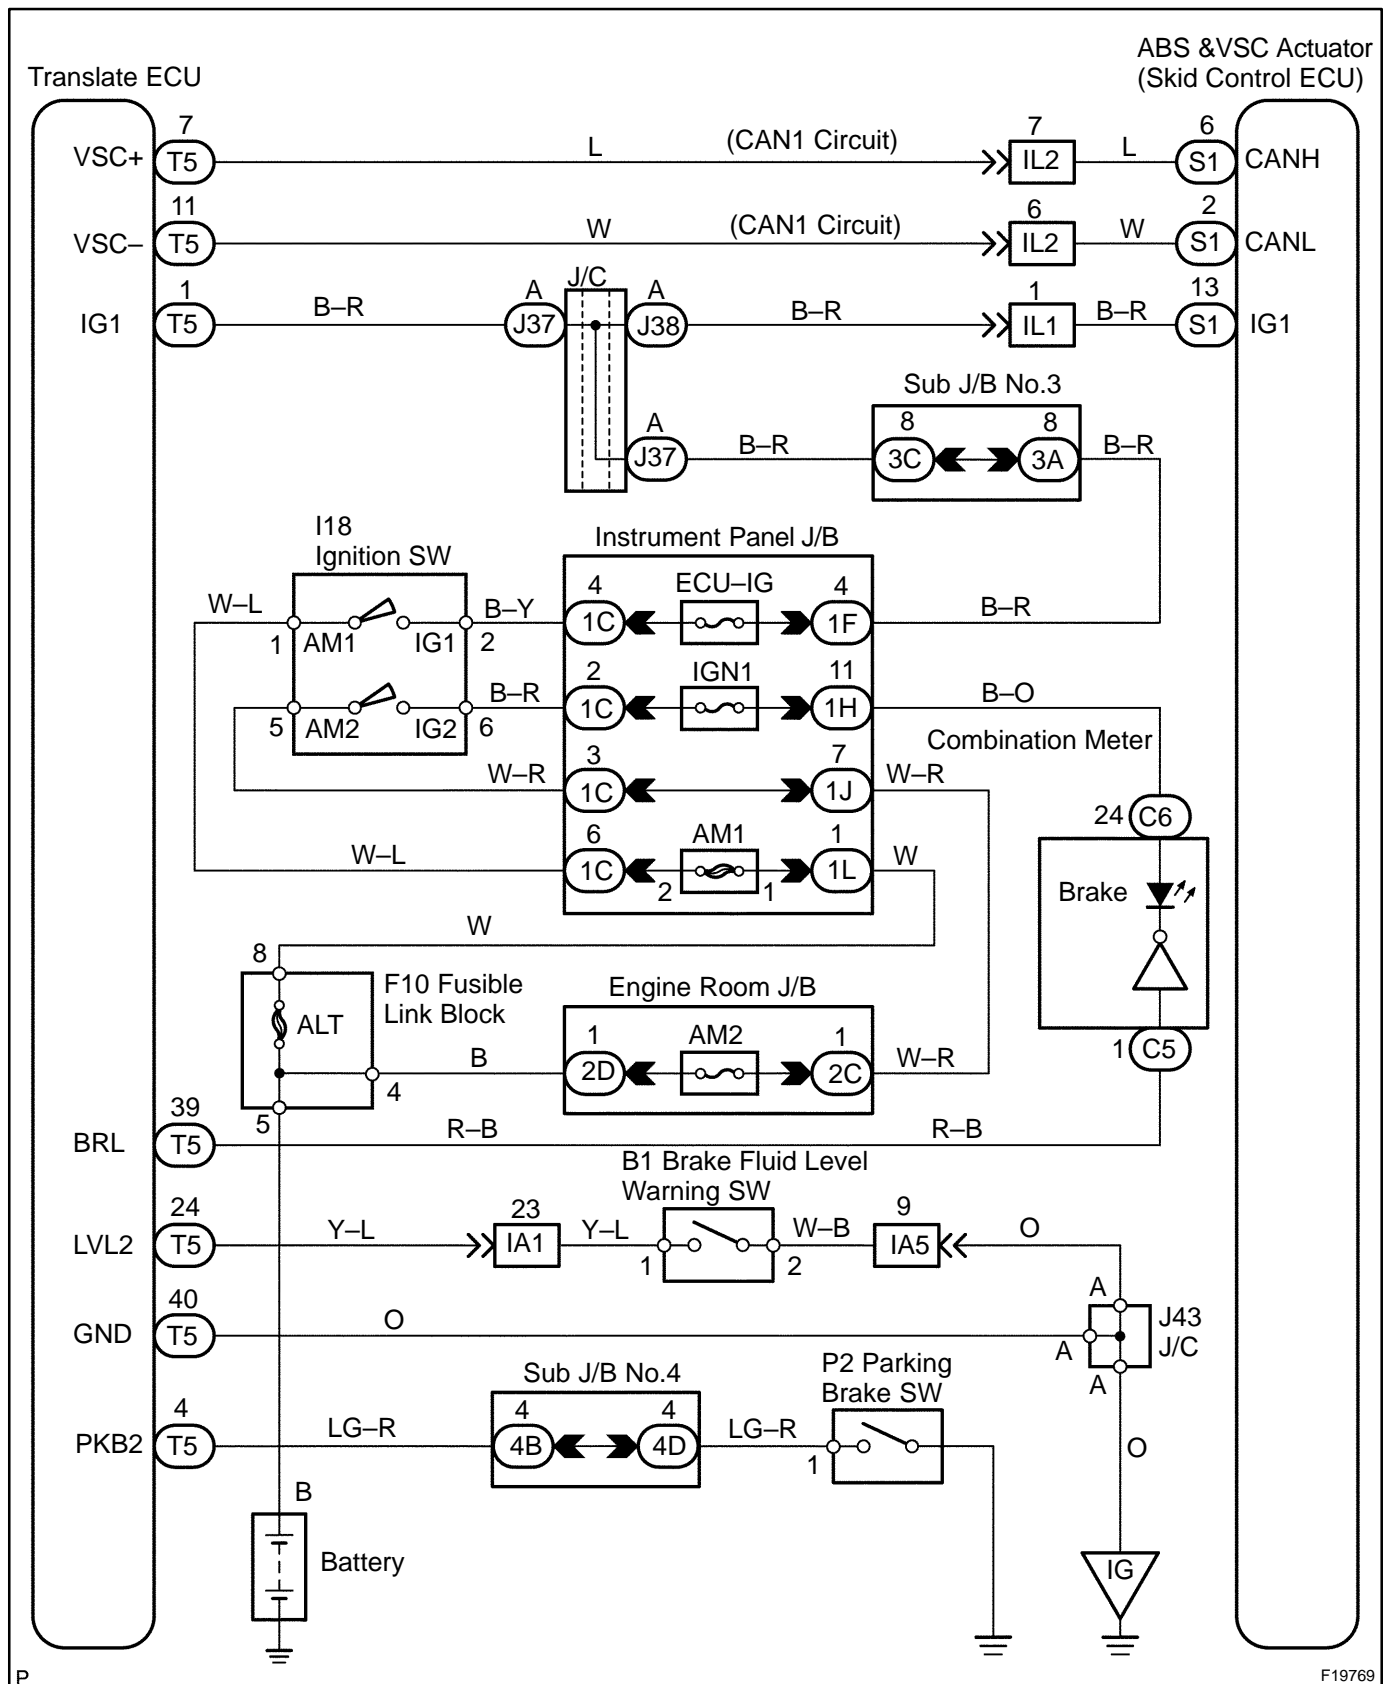 Translate ECU
ABS &VSC Actuator
(Skid Control ECU)
7
VSC+ T5 L (CAN1 Circuit) IL2 L S1 CANH
7
6
11
VSC– T5 W (CAN1 Circuit) IL2 W S1 CANL
6
2
1
IG1 T5 B–R J37 J38 B–R IL1 B–R S1 IG1
A J/C A
1
13
Sub J/B No.3
A
8 8
J37 B–R 3C 3A B–R
I18
Ignition SW
Instrument Panel J/B
W–L 1 AM1 IG1 2 B–Y
4 ECU–IG 4
1C 1F B–R
5 AM2 IG2 6 B–R
2 IGN1 11
1C 1H B–O
Combination Meter
3 7
W–R 1C 1J W–R
6 AM1 1
W–L 1C 2 1 1L W
24 C6
Brake
1 C5
W
8
F10 Fusible
Link Block
ALT
4
5
Engine Room J/B
1 AM2 1
B 2D 2C W–R
39
BRL T5 R–B R–B
B1 Brake Fluid Level
Warning SW
24
LVL2 T5 Y–L IA1 Y–L 1 2 W–B IA5 O
23
9
40
GND T5 O
A
A
A
J43
J/C
Sub J/B No.4
P2 Parking
Brake SW
4
PKB2 T5 LG–R 4B 4D LG–R 1
4 4
O
B
Battery
IG
P
F19769